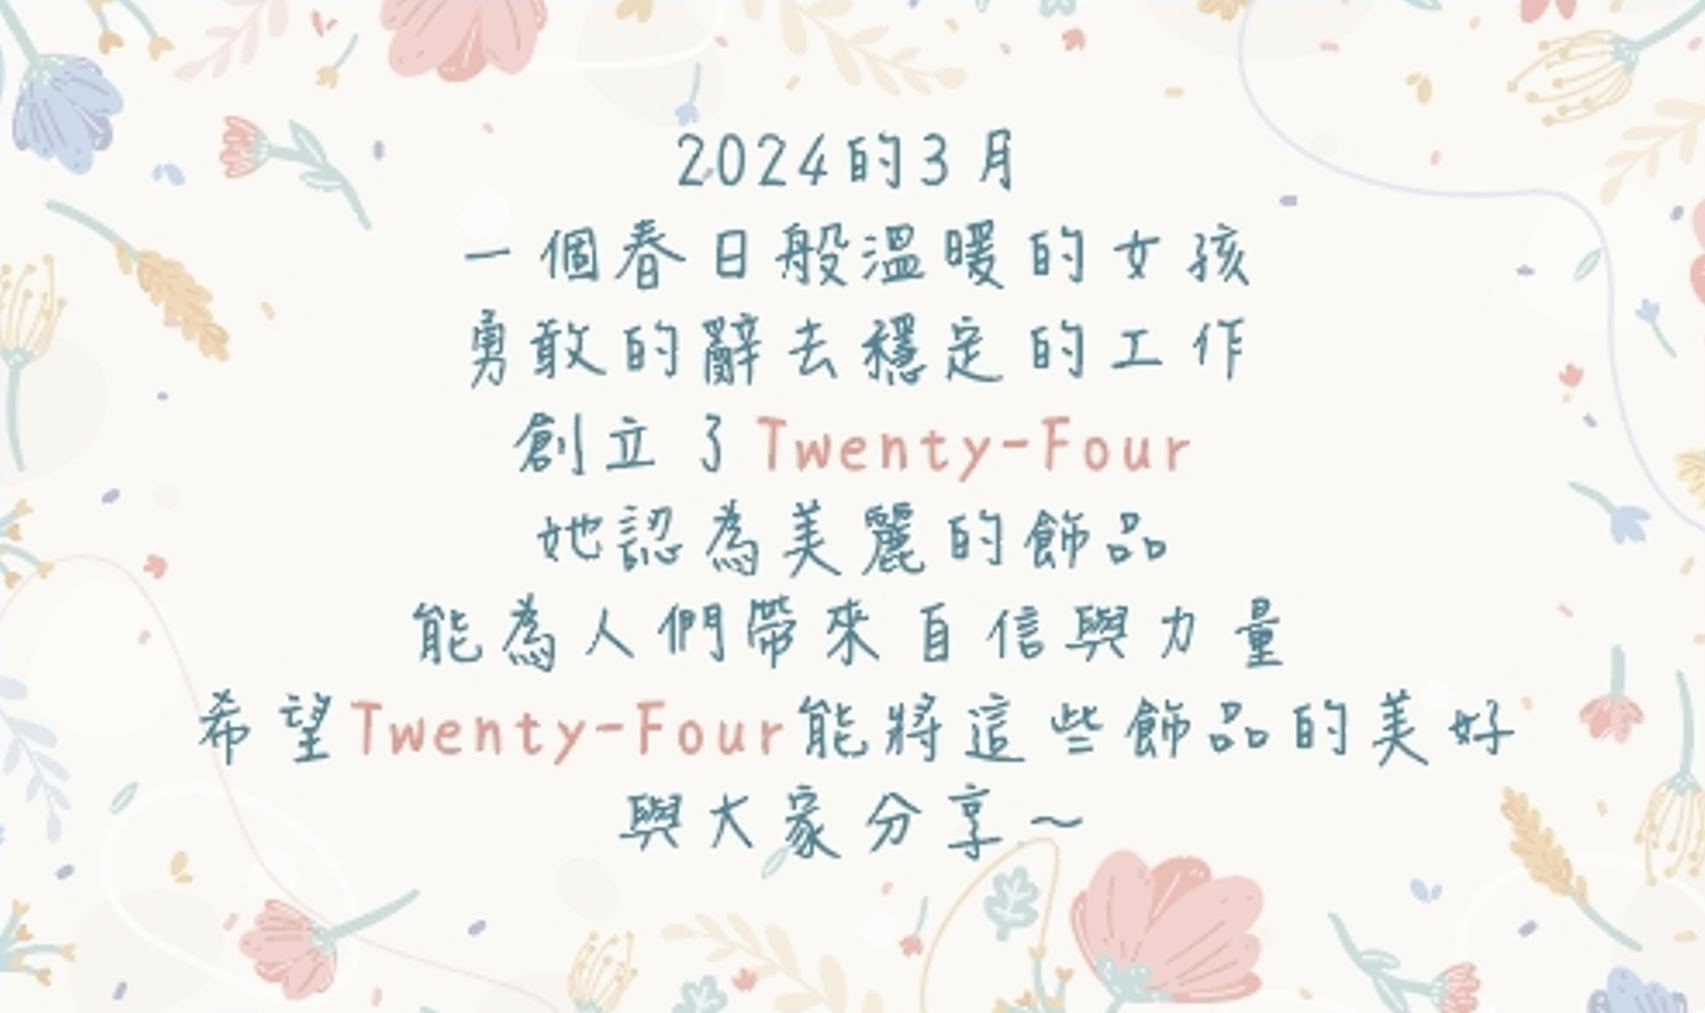 2024的3月
一個春日般溫暖的女孩
勇敢的辭去穩定的工作
創立了Twenty-Four
她認為美麗的飾品
能為人們帶來自信與力量
希望Twenty-Four能將這些飾品的美好
與大家分享~